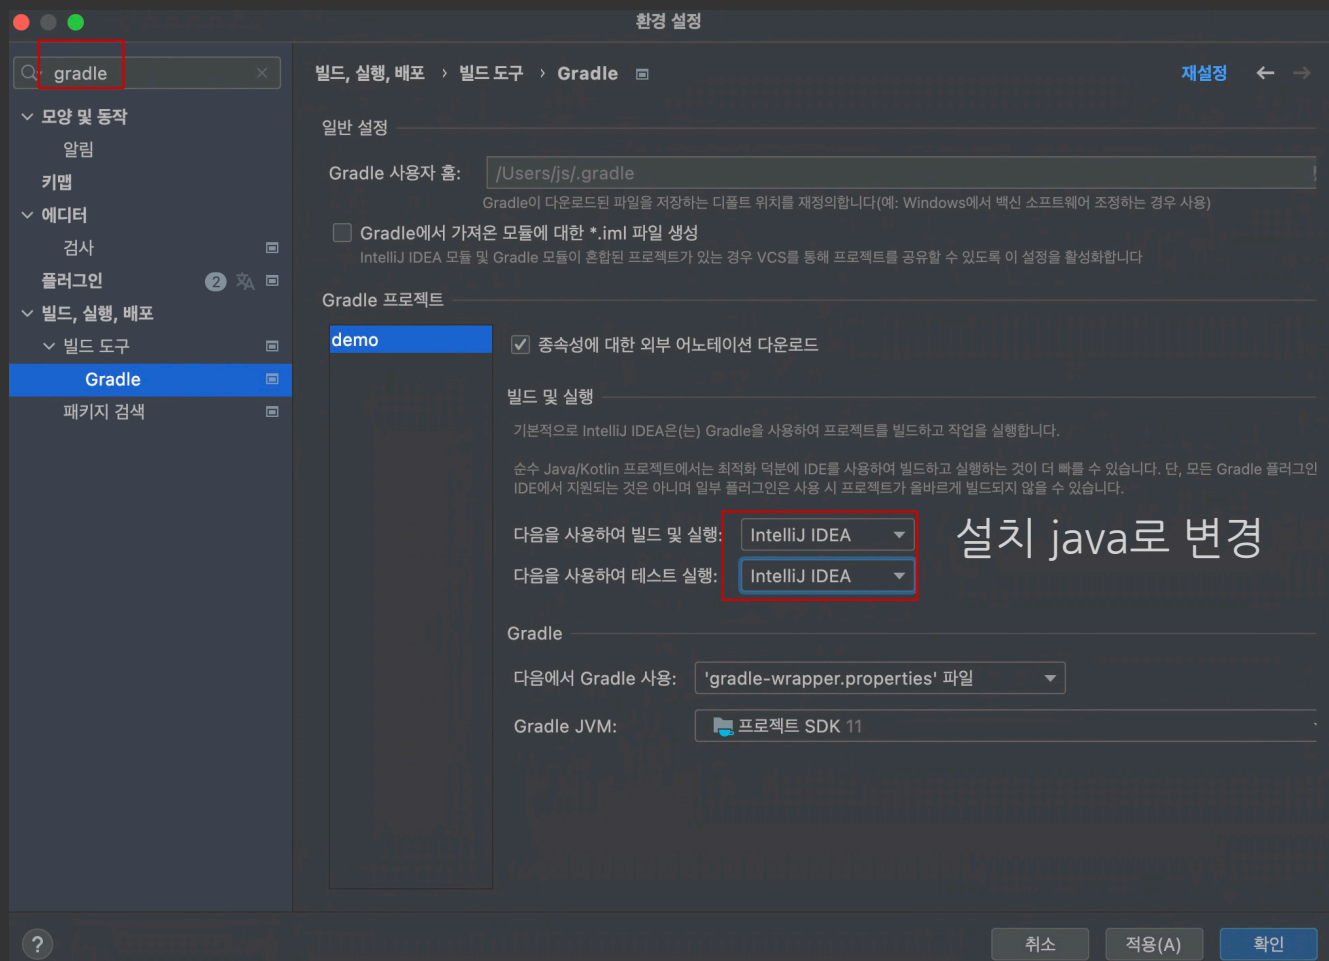 환경 설정
gradle
모양 및 동작
알림
키맵
에디터
검사
플러그인 2
빌드, 실행, 배포
빌드 도구
Gradle
패키지 검색
빌드, 실행, 배포 › 빌드 도구 › Gradle
재설정
일반 설정
Gradle 사용자 홈: /Users/js/.gradle
Gradle이 다운로드된 파일을 저장하는 디폴트 위치를 재정의합니다(예: Windows에서 백신 소프트웨어 조정하는 경우 사용)
Gradle에서 가져온 모듈에 대한 *.iml 파일 생성
IntelliJ IDEA 모듈 및 Gradle 모듈이 혼합된 프로젝트가 있는 경우 VCS를 통해 프로젝트를 공유할 수 있도록 이 설정을 활성화합니다
Gradle 프로젝트
demo
종속성에 대한 외부 어노테이션 다운로드
빌드 및 실행
기본적으로 IntelliJ IDEA은(는) Gradle을 사용하여 프로젝트를 빌드하고 작업을 실행합니다.
순수 Java/Kotlin 프로젝트에서는 최적화 덕분에 IDE를 사용하여 빌드하고 실행하는 것이 더 빠를 수 있습니다. 단, 모든 Gradle 플러그인
IDE에서 지원되는 것은 아니며 일부 플러그인은 사용 시 프로젝트가 올바르게 빌드되지 않을 수 있습니다.
다음을 사용하여 빌드 및 실행: IntelliJ IDEA
설치 java로 변경
다음을 사용하여 테스트 실행: IntelliJ IDEA
Gradle
다음에서 Gradle 사용: 'gradle-wrapper.properties' 파일
Gradle JVM: 프로젝트 SDK 11
?
취소
적용(A)
확인